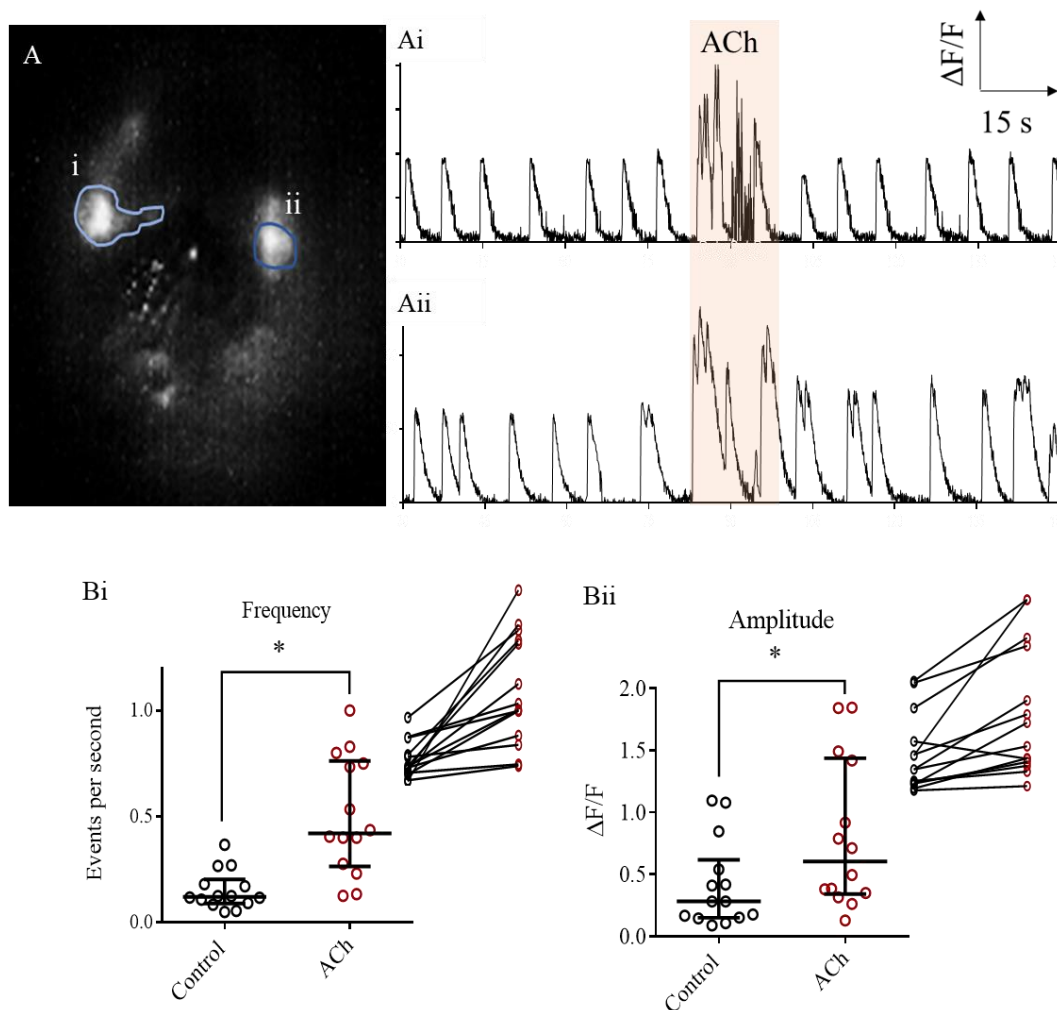 A
i
ii
Ai
ACh
ΔF/F
15 s
Aii
Bi
Frequency
*
Events per second
1.0
0.5
0.0
Control
ACh
Bii
Amplitude
*
ΔF/F
2.0
1.5
1.0
0.5
0.0
Control
ACh